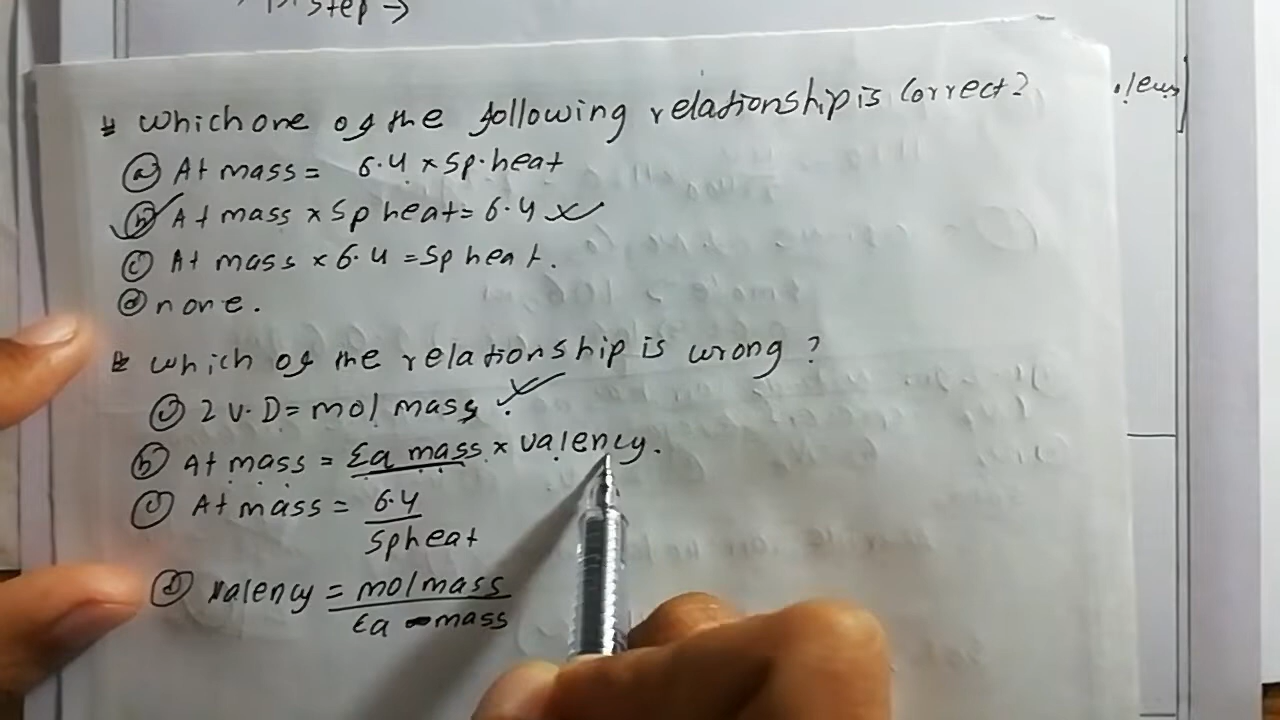 1st step →
which one of the following relationship is correct?
(a) At mass = 6.4 × sp. heat
(b) At mass × sp heat = 6.4
(c) At mass × 6.4 = sp heat.
(d) none.
which of the relationship is wrong ?
2 V.D = mol mass
(b) At mass = Eq mass × valency.
(c) At mass = 6.4
sp heat
(d) valency = mol mass
Eq mass